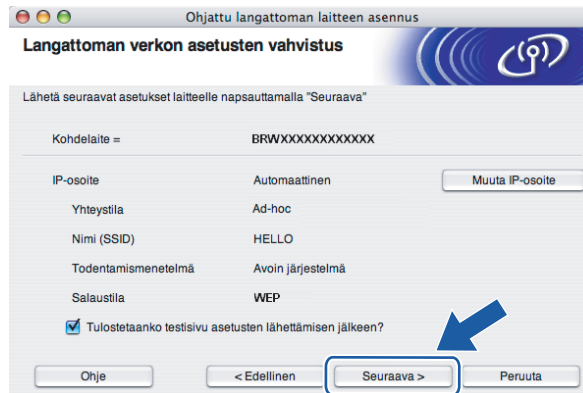 Ohjattu langattoman laitteen asennus
Langattoman verkon asetusten vahvistus
Lähetä seuraavat asetukset laitteelle napsauttamalla "Seuraava"
Kohdelaite = BRWXXXXXXXXXXXX
IP-osoite Automaattinen Muuta IP-osoite
Yhteystila Ad-hoc
Nimi (SSID) HELLO
Todentamismenetelmä Avoin järjestelmä
Salaustila WEP
Tulostetaanko testisivu asetusten lähettämisen jälkeen?
Ohje < Edellinen Seuraava > Peruuta